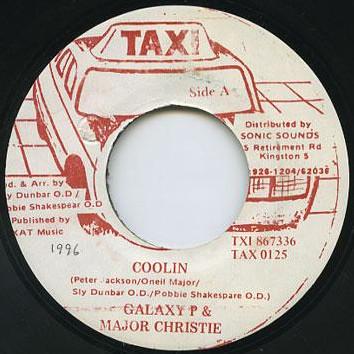 TAXI
Side A
Distributed by
SONIC SOUNDS
5 Retirement Rd
Kingston 5
926-1204/62036
d. & Arr. by
Sly Dunbar O.D./
Robbie Shakespear O.D.
Published by
XAT Music
1996
TXI 867336
TAX 0125
COOLIN
(Peter Jackson/Oneil Major/
Sly Dunbar O.D./Pobbie Shakespare O.D.)
GALAXY P &
MAJOR CHRISTIE